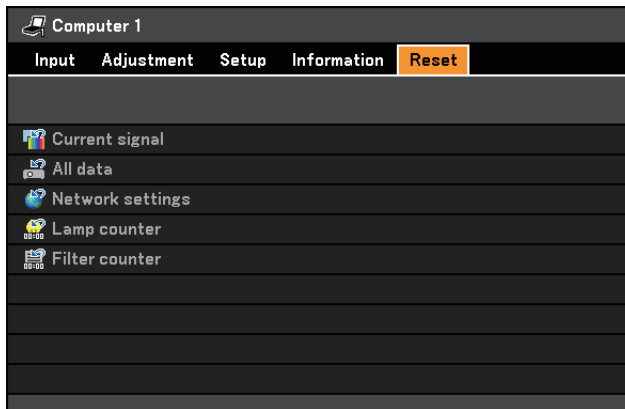 Computer 1
Input Adjustment Setup Information Reset
Current signal
All data
Network settings
Lamp counter
Filter counter